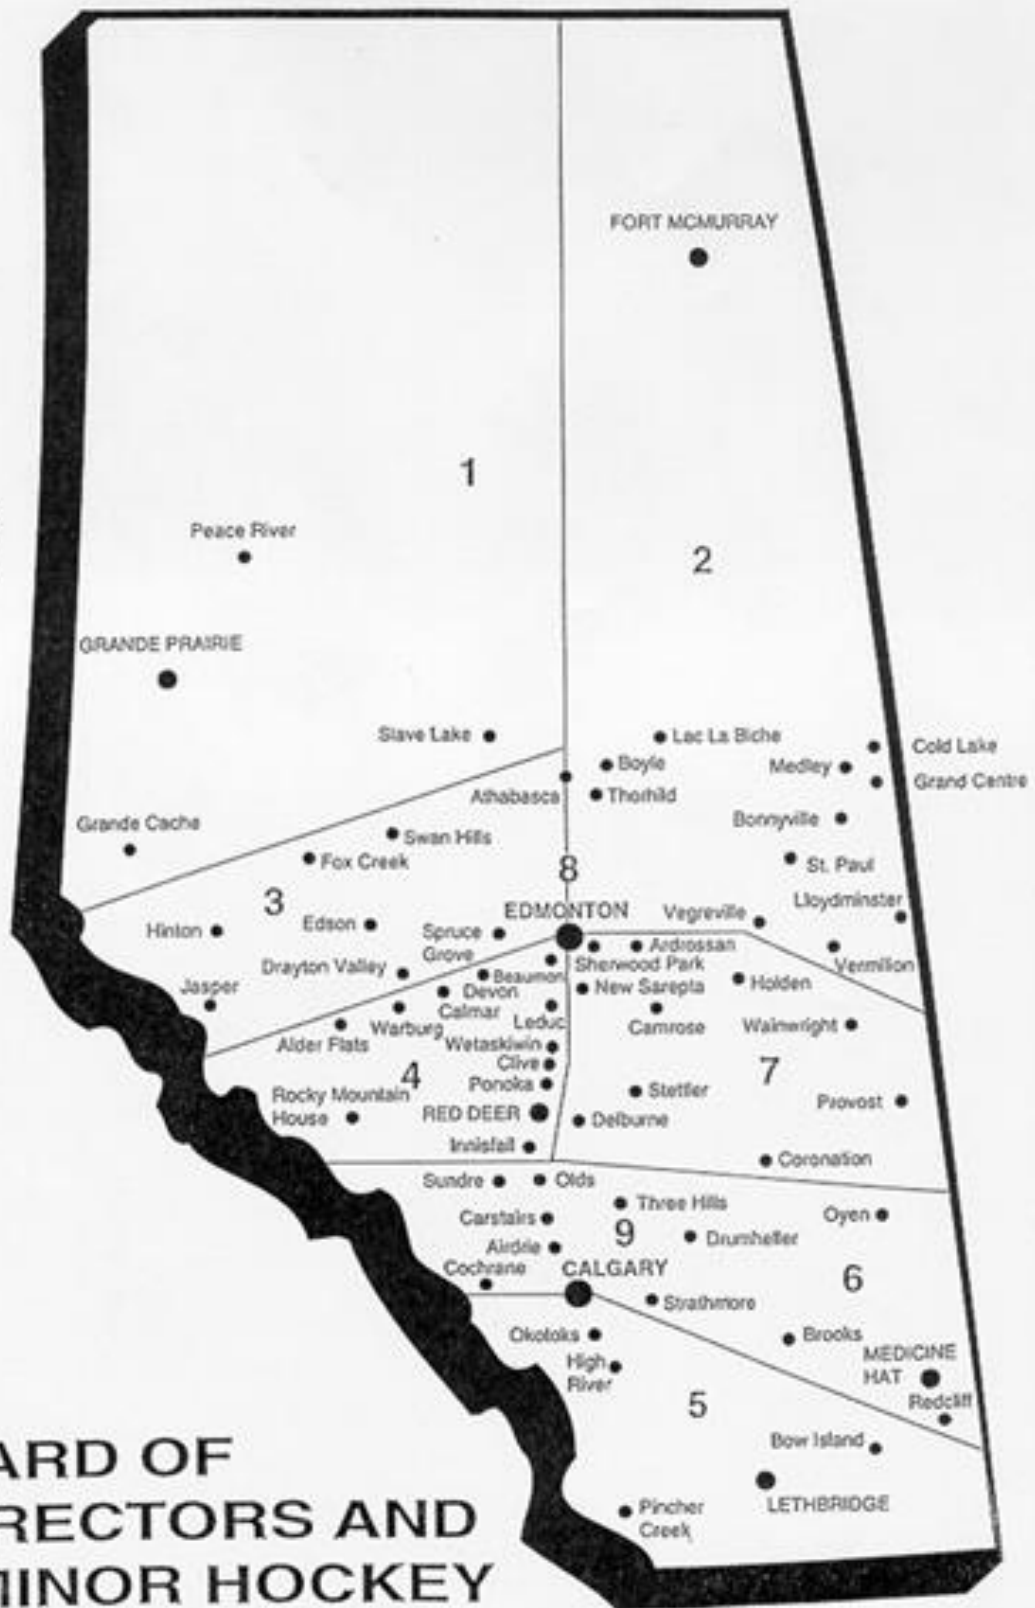 FORT MCMURRAY
1
Peace River
2
GRANDE PRAIRIE
Slave Lake
Lac La Biche
Cold Lake
Boyle
Medley
Grand Centre
Athabasca
Thorhild
Grande Cache
Bonnyville
Swan Hills
Fox Creek
8
St. Paul
3
Lloydminster
EDMONTON
Vegreville
Hinton
Edson
Spruce
Grove
Ardrossan
Drayton Valley
Beaumon
Sherwood Park
Vermilion
Jasper
Devon
New Sarepta
Holden
Calmar
Warburg
Leduc
Camrose
Wainwright
Alder Flats
Wetaskiwin
Clive
4
Ponoka
7
Rocky Mountain
House
Stettler
Provost
RED DEER
Delburne
Innisfail
Coronation
Sundre
Olds
Three Hills
Oyen
Carstairs
9
Drumheller
Airdrie
Cochrane
CALGARY
6
Strathmore
Okotoks
Brooks
High
River
MEDICINE
HAT
5
Redcliff
Bow Island
LETHBRIDGE
Pincher
Creek
ARD OF
RECTORS AND
MINOR HOCKEY